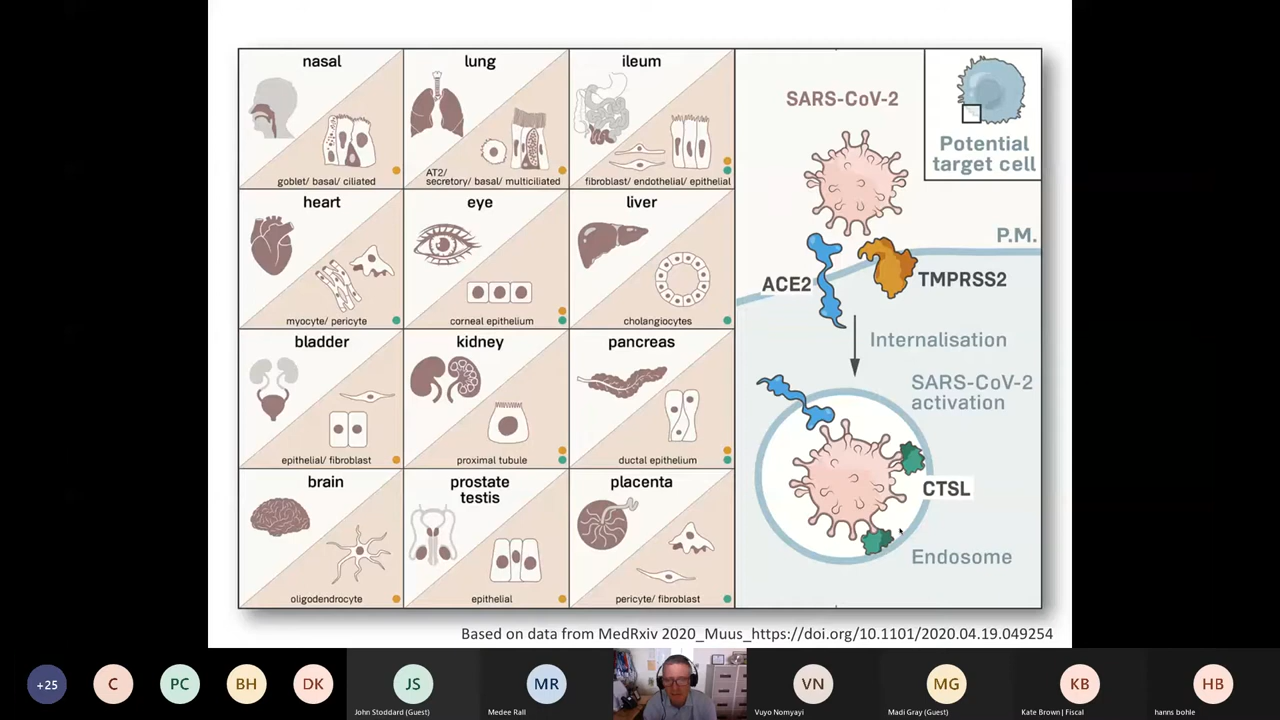 nasal
goblet/ basal/ ciliated
lung
AT2/
secretory/ basal/ multiciliated
ileum
fibroblast/ endothelial/ epithelial
heart
myocyte/ pericyte
eye
corneal epithelium
liver
cholangiocytes
bladder
epithelial/ fibroblast
kidney
proximal tubule
pancreas
ductal epithelium
brain
oligodendrocyte
prostate
testis
epithelial
placenta
pericyte/ fibroblast
SARS-CoV-2
Potential
target cell
P.M.
ACE2
TMPRSS2
Internalisation
SARS-CoV-2
activation
CTSL
Endosome
Based on data from MedRxiv 2020_Muus_https://doi.org/10.1101/2020.04.19.049254
+25
C
PC
BH
DK
JS
John Stoddard (Guest)
MR
Medee Rall
VN
Vuyo Nomyayi
MG
Madi Gray (Guest)
KB
Kate Brown | Fiscal
HB
hanns bohle